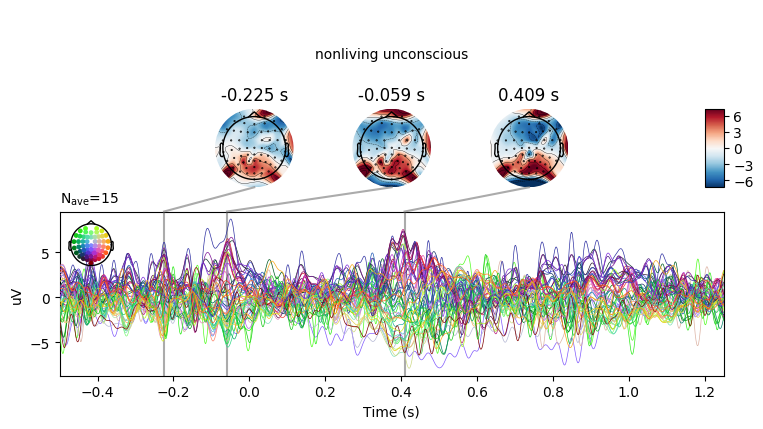 nonliving unconscious
-0.225 s
-0.059 s
0.409 s
6
3
0
−3
−6
Nave=15
5
0
−5
uV
−0.4
−0.2
0.0
0.2
0.4
0.6
0.8
1.0
1.2
Time (s)